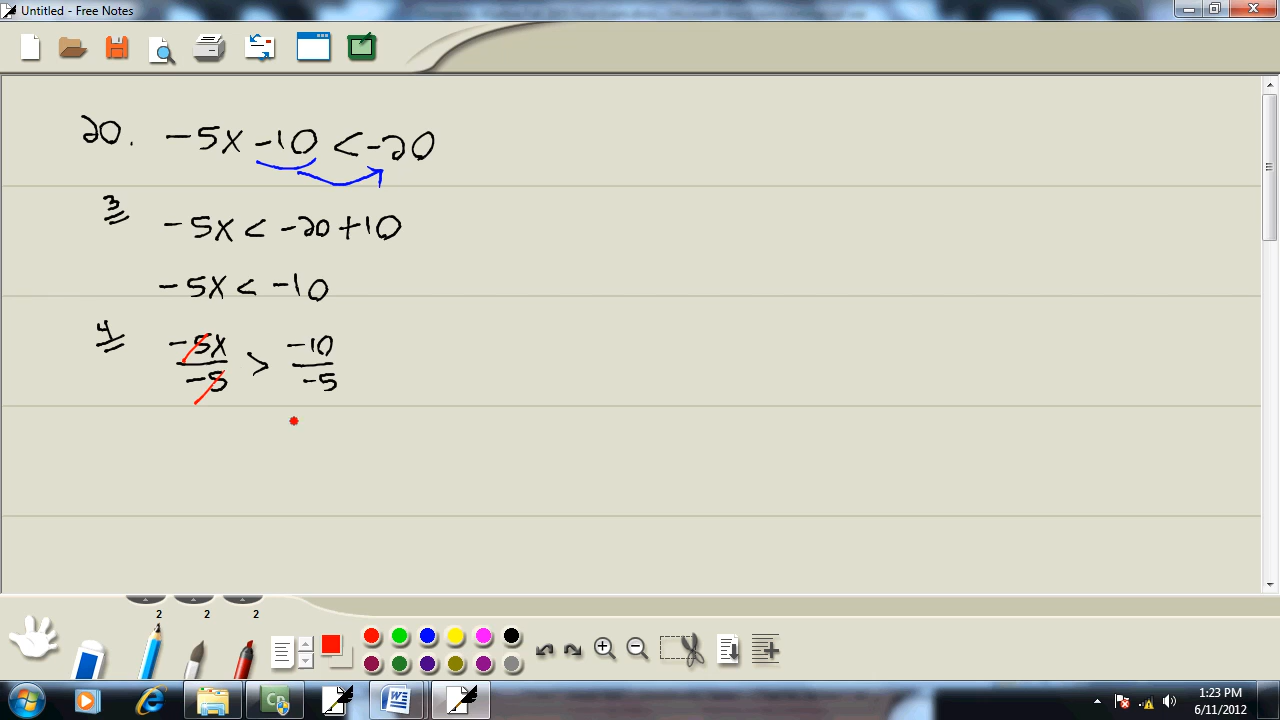 Untitled - Free Notes
20. -5x -10 < -20
3 -5x < -20 + 10
-5x < -10
4 -5x/-5 > -10/-5
2 2 2
1:23 PM
6/11/2012